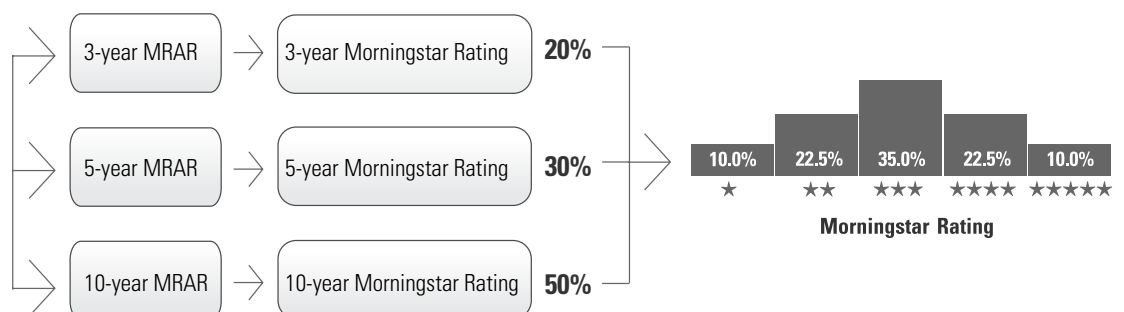 3-year MRAR
3-year Morningstar Rating
20%
5-year MRAR
5-year Morningstar Rating
30%
10-year MRAR
10-year Morningstar Rating
50%
10.0% 22.5% 35.0% 22.5% 10.0%
★ ★★ ★★★ ★★★★ ★★★★★
Morningstar Rating